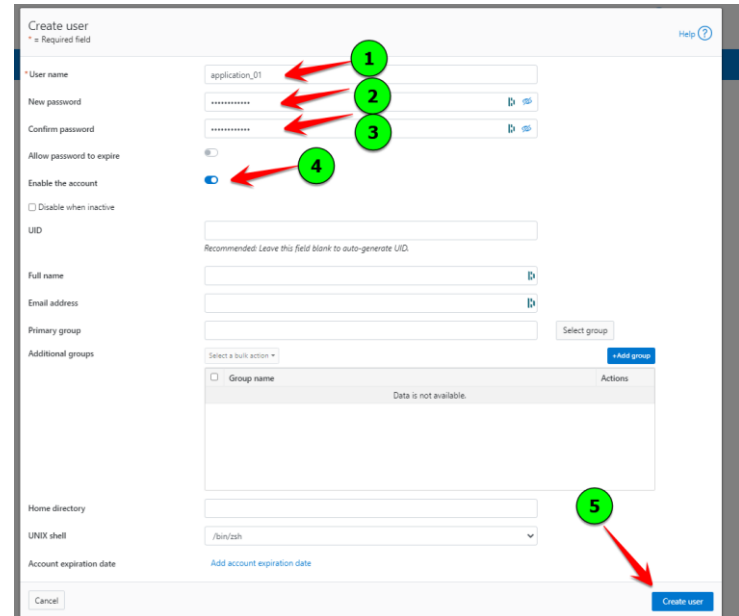 Create user
* = Required field
Help ?
1
* User name
application_01
2
New password
••••••••••••
3
Confirm password
••••••••••••
Allow password to expire
4
Enable the account
Disable when inactive
UID
Recommended: Leave this field blank to auto-generate UID.
Full name
Email address
Primary group
Select group
Additional groups
Select a bulk action
+Add group
Group name
Actions
Data is not available.
Home directory
5
UNIX shell
/bin/zsh
Account expiration date
Add account expiration date
Cancel
Create user